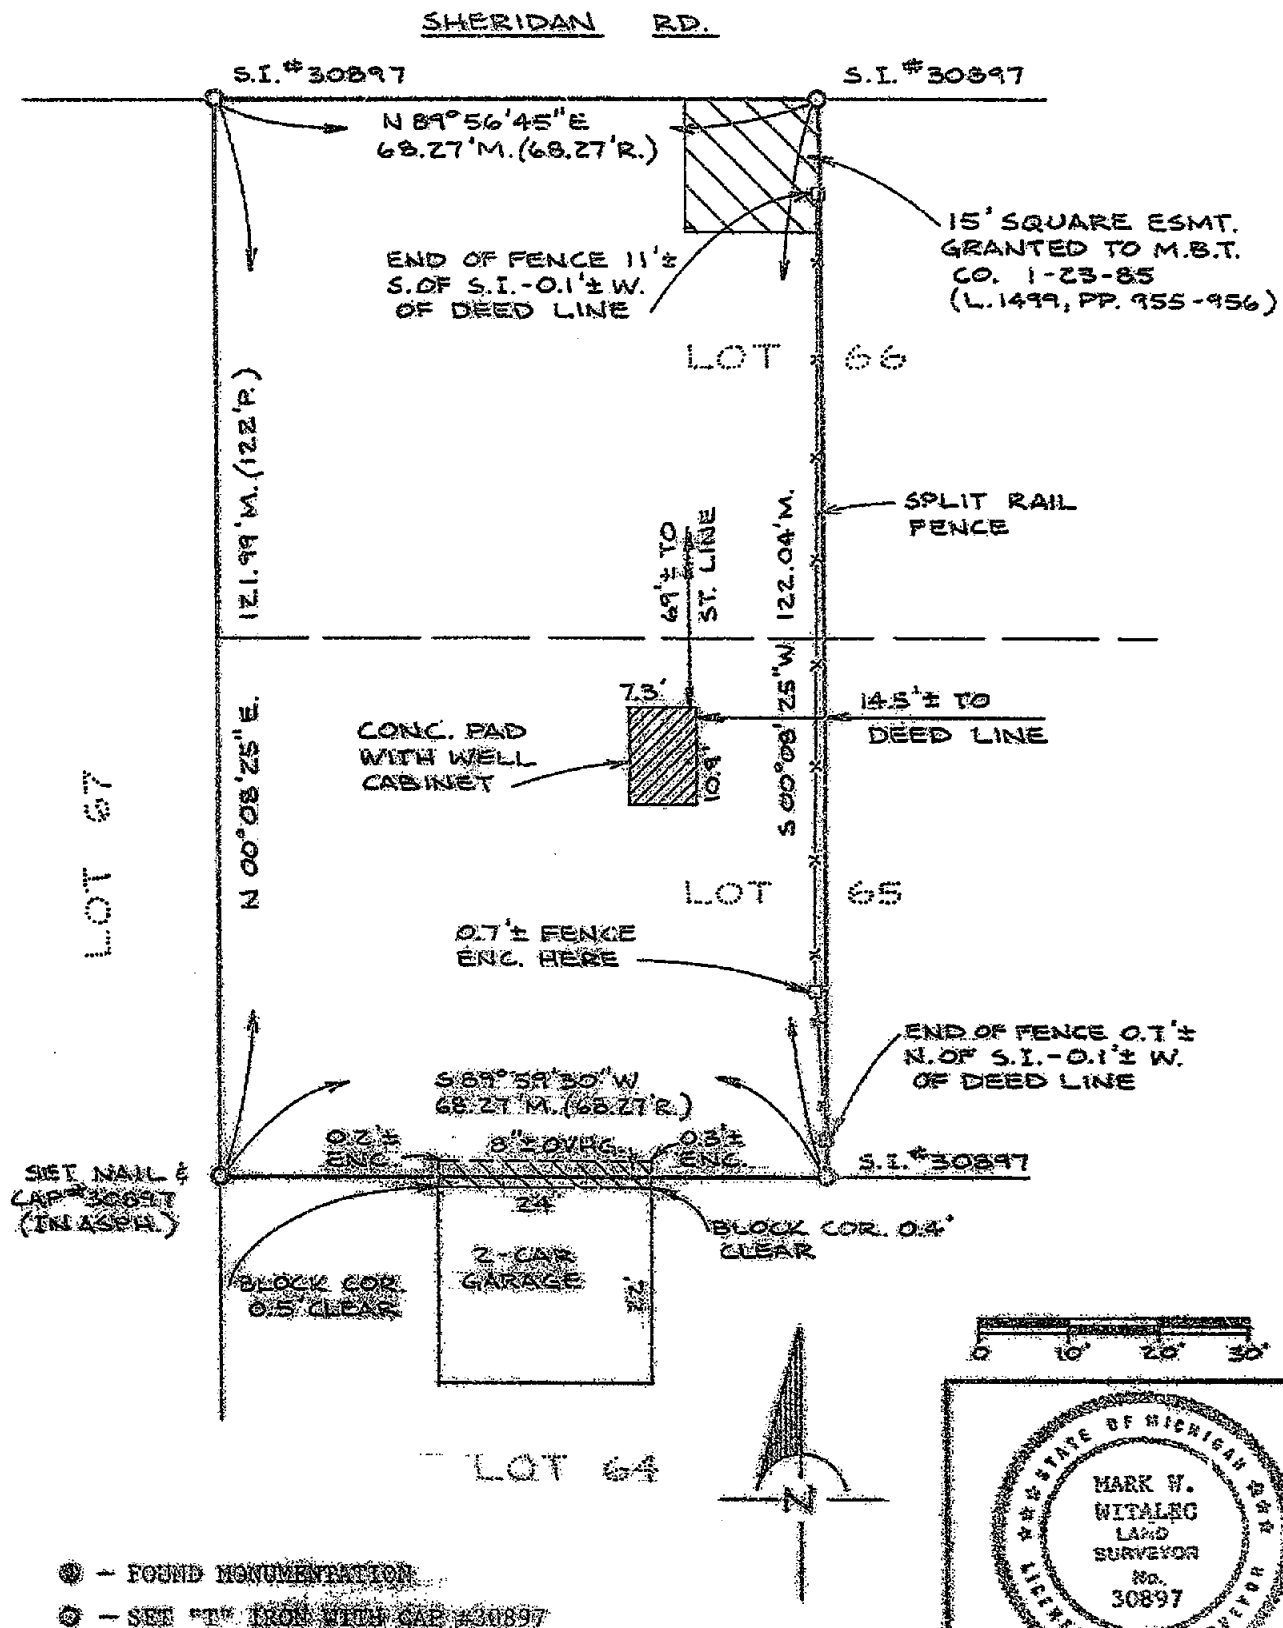 SHERIDAN RD.
S.I. #30897
S.I. #30897
N 89°56'45"E
68.27'M.(68.27'R.)
15' SQUARE ESMT.
GRANTED TO M.B.T.
CO. 1-23-85
(L.1499, PP. 955-956)
END OF FENCE 11'±
S. OF S.I.-0.1'± W.
OF DEED LINE
LOT 66
121.99'M.(122'P.)
SPLIT RAIL
FENCE
69'± TO
ST. LINE
S 00°08'25"W 122.04'M.
7.3'
10.8'
14.5'± TO
DEED LINE
CONC. PAD
WITH WELL
CABINET
N 00°08'25"E.
LOT 67
LOT 65
0.7'± FENCE
ENC. HERE
END OF FENCE 0.7'±
N. OF S.I.-0.1'± W.
OF DEED LINE
S 89°59'30"W
68.27'M.(68.27'R.)
0.2'±
ENC.
8"± OVHG.
0.3'±
ENC.
S.I. #30897
SET NAIL &
CAP #30897
(IN ASPH.)
24'
BLOCK COR. 0.4'
CLEAR
2-CAR
GARAGE
22'
BLOCK COR.
0.5' CLEAR
0 10' 20' 30'
LOT 64
N
STATE OF MICHIGAN
MARK W.
WITALEC
LAND
SURVEYOR
No.
30897
- FOUND MONUMENTATION
- SET "T" IRON WITH CAP #30897